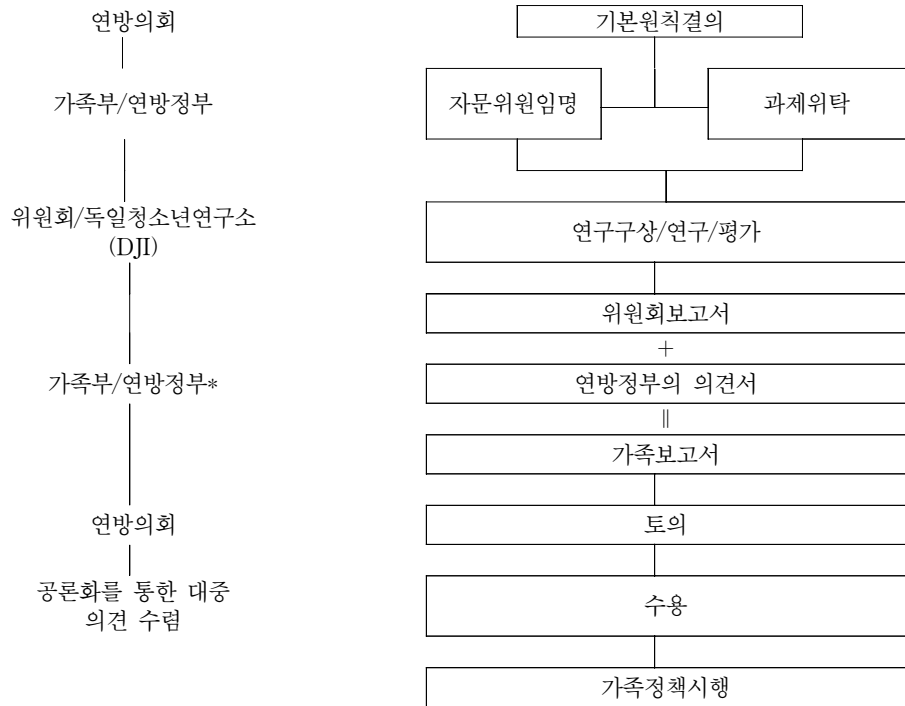 연방의회
기본원칙결의
가족부/연방정부
자문위원임명
과제위탁
위원회/독일청소년연구소
(DJI)
연구구상/연구/평가
위원회보고서
+
가족부/연방정부*
연방정부의 의견서
∥
가족보고서
연방의회
토의
공론화를 통한 대중
의견 수렴
수용
가족정책시행